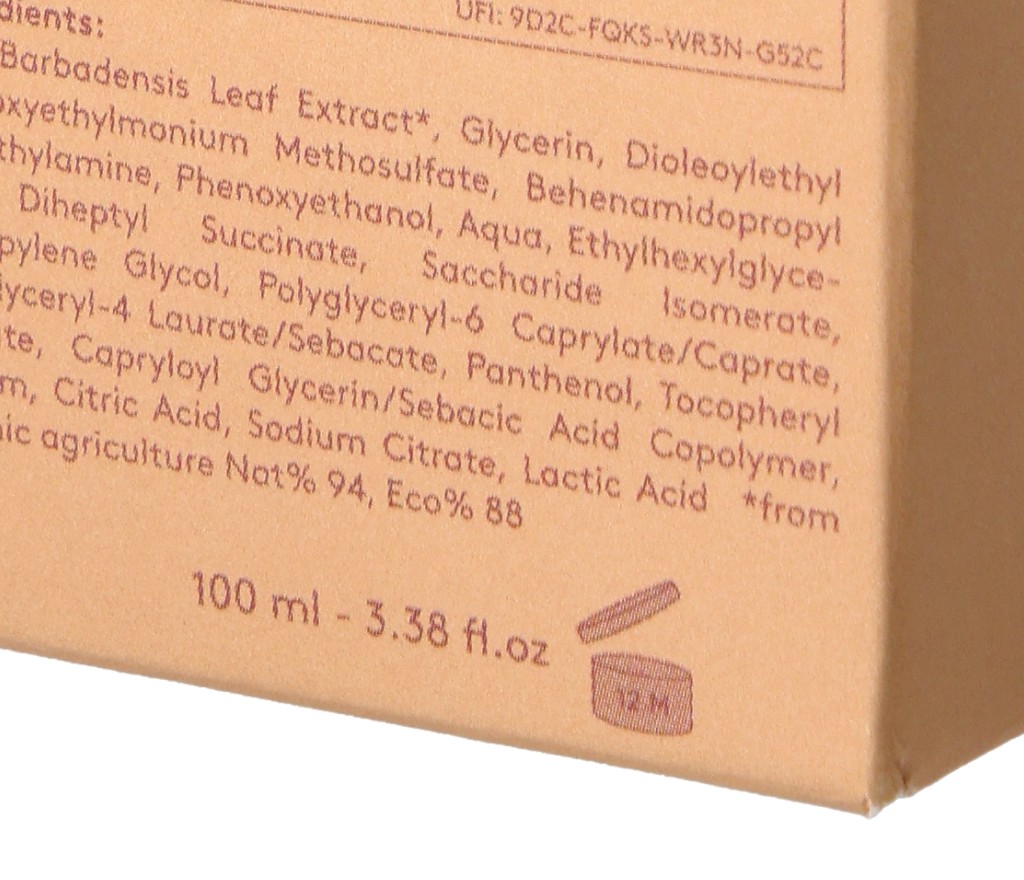 UFI: 9D2C-FQKS-WR3N-G52C
dients:
Barbadensis Leaf Extract*, Glycerin, Dioleoylethyl
oxyethylmonium Methosulfate, Behenamidopropyl
thylamine, Phenoxyethanol, Aqua, Ethylhexylglyce-
Diheptyl Succinate, Saccharide Isomerate,
pylene Glycol, Polyglyceryl-6 Caprylate/Caprate,
lyceryl-4 Laurate/Sebacate, Panthenol, Tocopheryl
te, Capryloyl Glycerin/Sebacic Acid Copolymer,
m, Citric Acid, Sodium Citrate, Lactic Acid *from
nic agriculture Nat% 94, Eco% 88
100 ml - 3.38 fl.oz
12 M